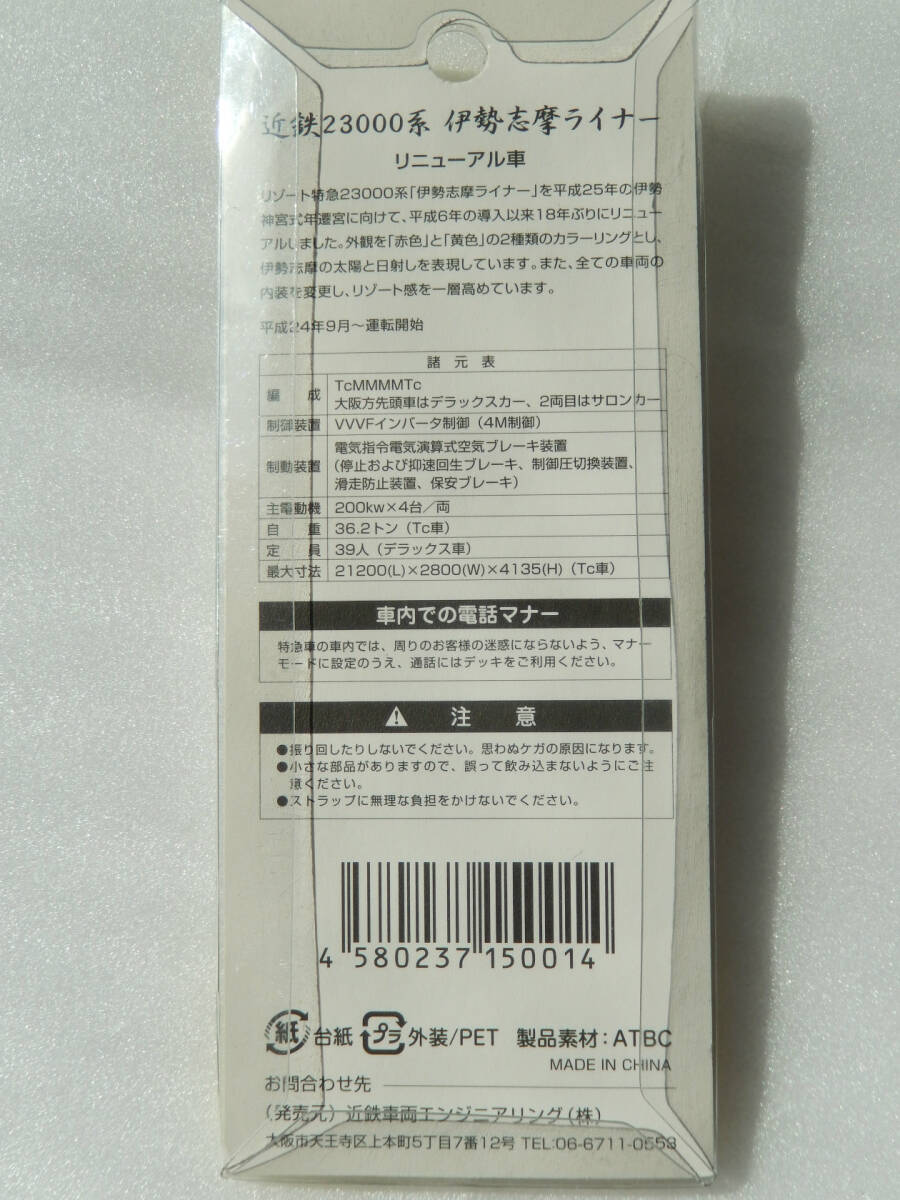 近鉄23000系 伊勢志摩ライナー
リニューアル車
リゾート特急23000系「伊勢志摩ライナー」を平成25年の伊勢
神宮式年遷宮に向けて、平成6年の導入以来18年ぶりにリニュー
アルしました。外観を「赤色」と「黄色」の2種類のカラーリングとし、
伊勢志摩の太陽と日射しを表現しています。また、全ての車両の
内装を変更し、リゾート感を一層高めています。
平成24年9月～運転開始
諸元表
編成 TcMMMMTc
大阪方先頭車はデラックスカー、2両目はサロンカー
制御装置 VVVFインバータ制御（4M制御）
制動装置 電気指令電気演算式空気ブレーキ装置
（停止および抑速回生ブレーキ、制御圧切換装置、
滑走防止装置、保安ブレーキ）
主電動機 200kw×4台／両
自重 36.2トン（Tc車）
定員 39人（デラックス車）
最大寸法 21200(L)×2800(W)×4135(H)（Tc車）
車内での電話マナー
特急車の車内では、周りのお客様の迷惑にならないよう、マナー
モードに設定のうえ、通話にはデッキをご利用ください。
注意
●振り回したりしないでください。思わぬケガの原因になります。
●小さな部品がありますので、誤って飲み込まないようにご注
意ください。
●ストラップに無理な負担をかけないでください。
4 580237 150014
紙 台紙 プラ 外装/PET 製品素材：ATBC
MADE IN CHINA
お問合わせ先
（発売元）近鉄車両エンジニアリング（株）
大阪市天王寺区上本町5丁目7番12号 TEL:06-6711-0553